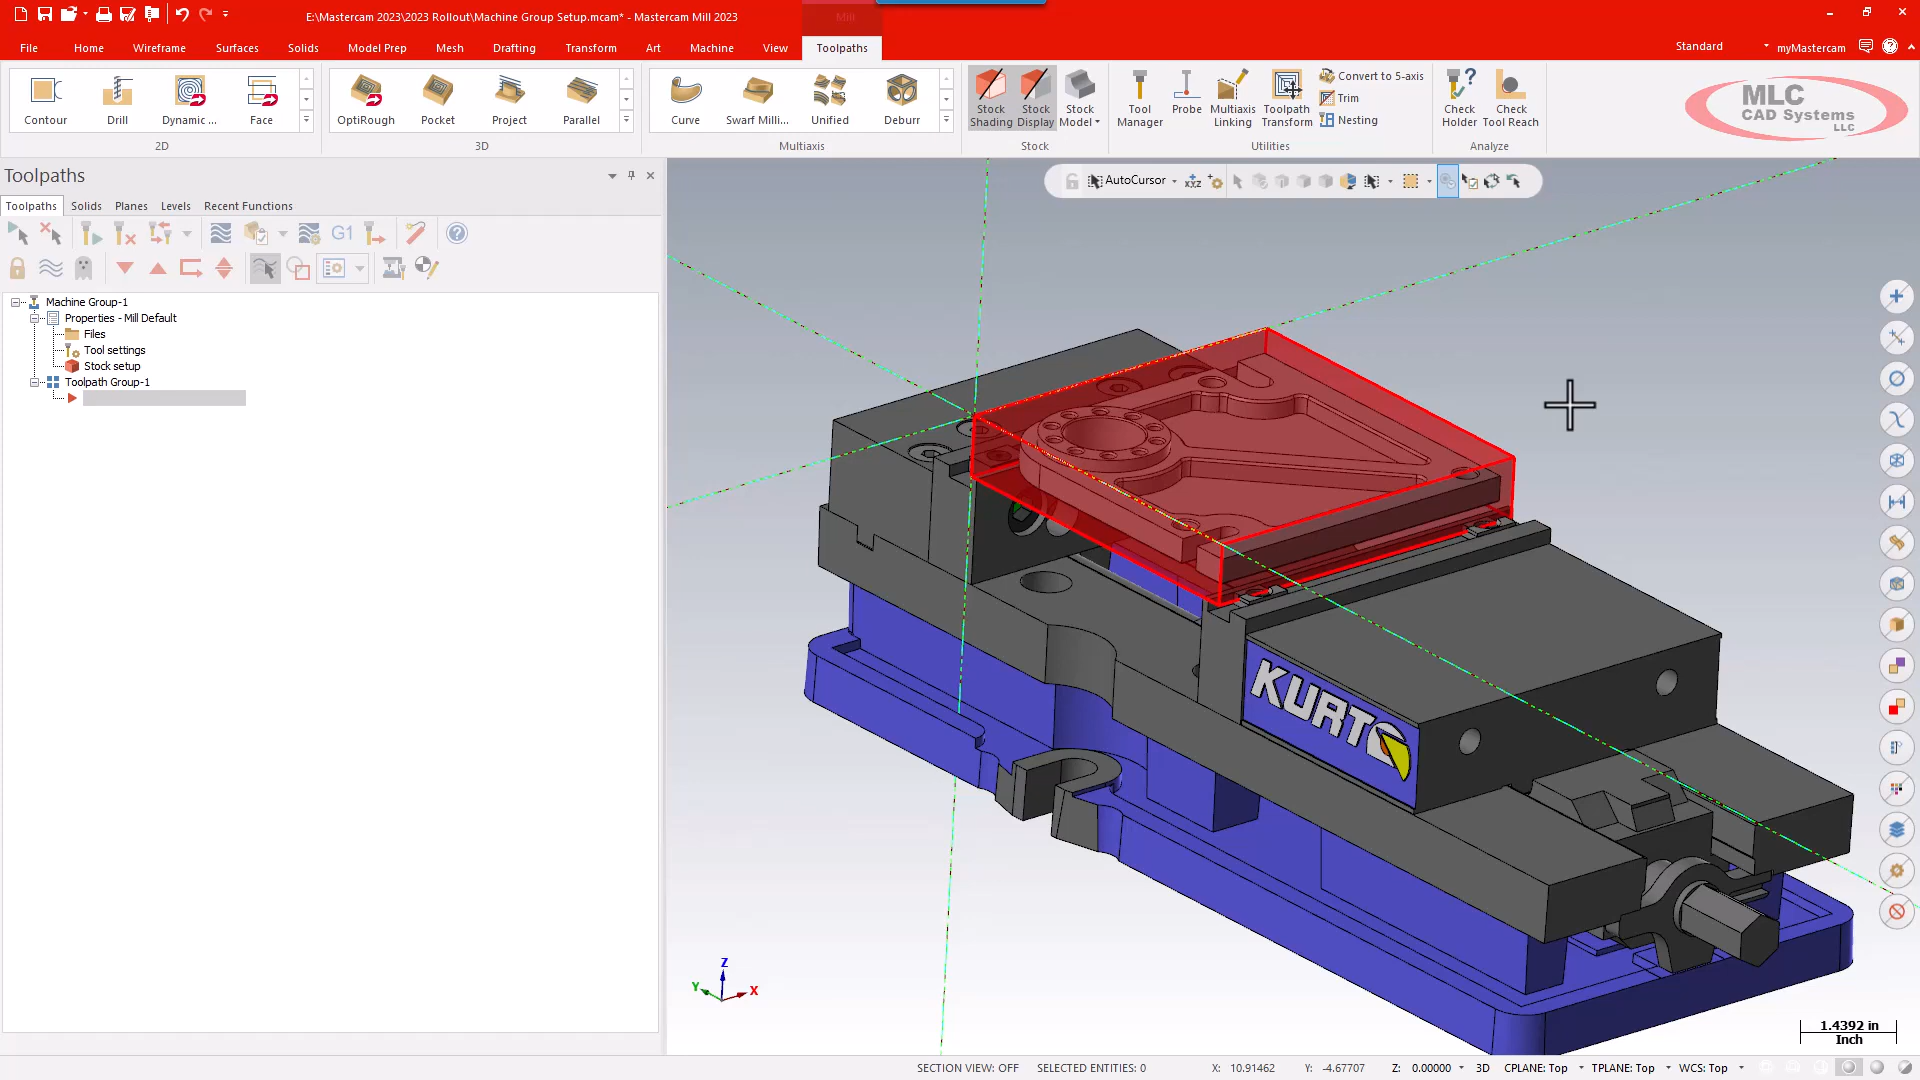 E:\Mastercam 2023\2023 Rollout\Machine Group Setup.mcam* - Mastercam Mill 2023
Mill
File Home Wireframe Surfaces Solids Model Prep Mesh Drafting Transform Art Machine View Toolpaths
Standard myMastercam
Contour Drill Dynamic ... Face
2D
OptiRough Pocket Project Parallel
3D
Curve Swarf Milli... Unified Deburr
Multiaxis
Stock Shading Stock Display Stock Model
Stock
Tool Manager Probe Multiaxis Linking Toolpath Transform
Convert to 5-axis
Trim
Nesting
Utilities
Check Holder Check Tool Reach
Analyze
MLC
CAD Systems
LLC
Toolpaths
Toolpaths Solids Planes Levels Recent Functions
G1
AutoCursor
XYZ
Machine Group-1
Properties - Mill Default
Files
Tool settings
Stock setup
Toolpath Group-1
KURT
Z
Y
X
1.4392 in
Inch
SECTION VIEW: OFF SELECTED ENTITIES: 0 X: 10.91462 Y: -4.67707 Z: 0.00000 3D CPLANE: Top TPLANE: Top WCS: Top